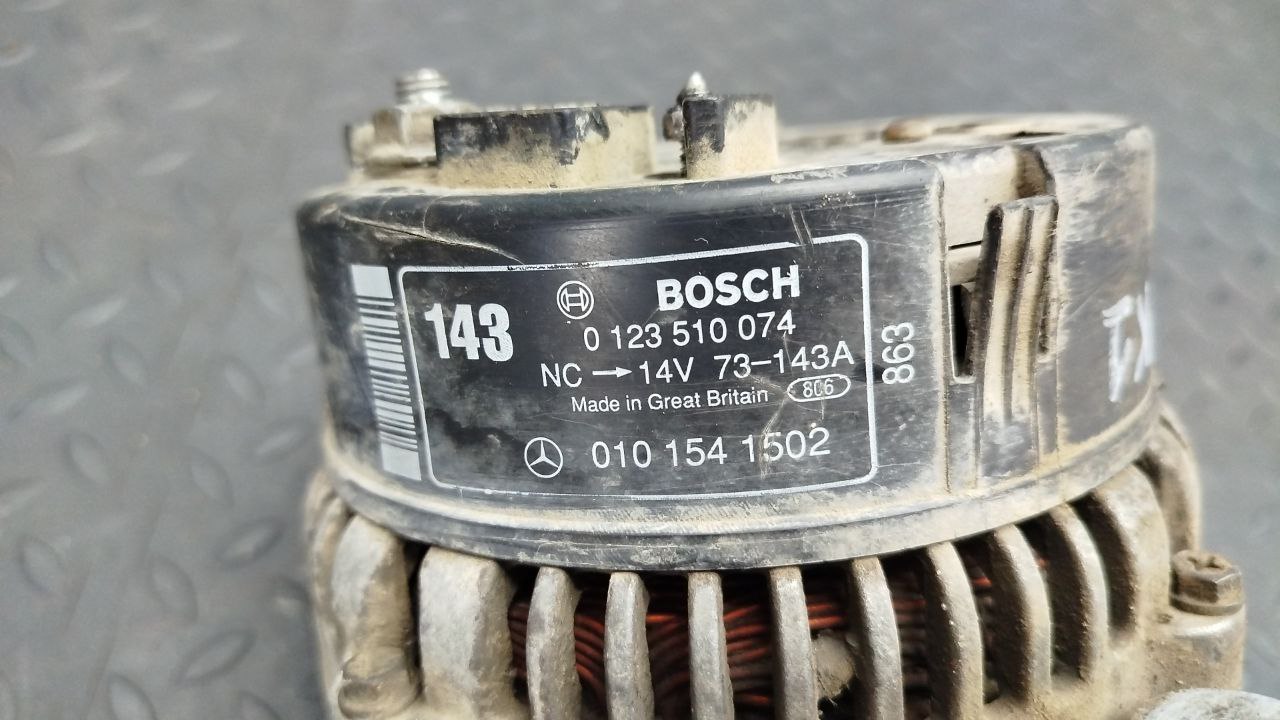 143
BOSCH
0 123 510 074
NC → 14V 73-143A
Made in Great Britain 806
010 154 1502
863